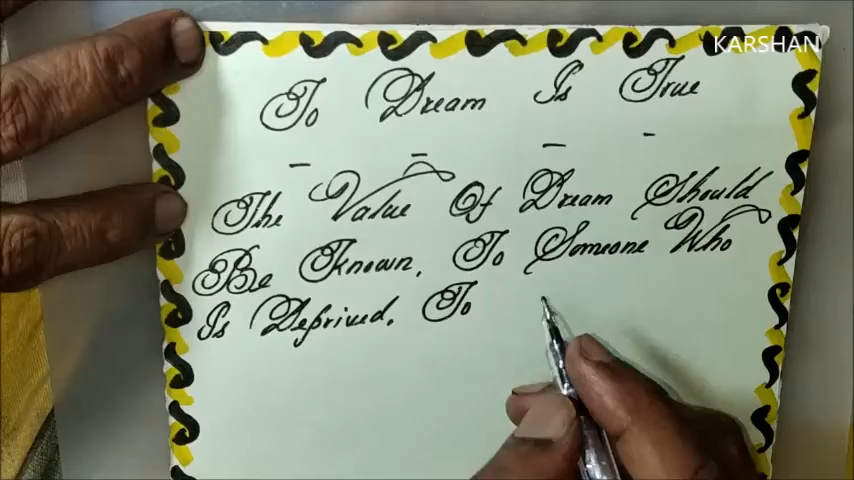 KARSHAN
To Dream Is True
The Value Of Dream Should
Be Known, To Someone Who
Is Deprived, To